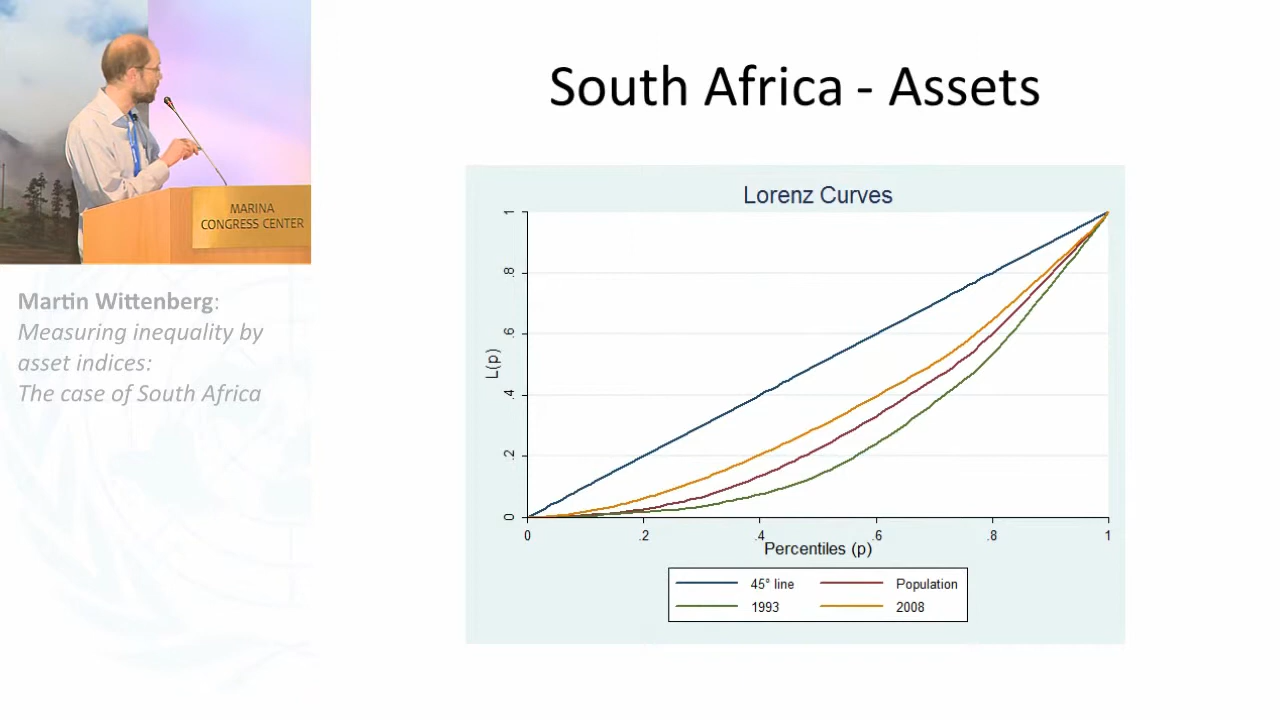 South Africa - Assets
MARINA
CONGRESS CENTER
Martin Wittenberg:
Measuring inequality by
asset indices:
The case of South Africa
Lorenz Curves
1
.8
.6
.4
.2
0
L(p)
0 .2 .4 .6 .8 1
Percentiles (p)
45° line Population
1993 2008